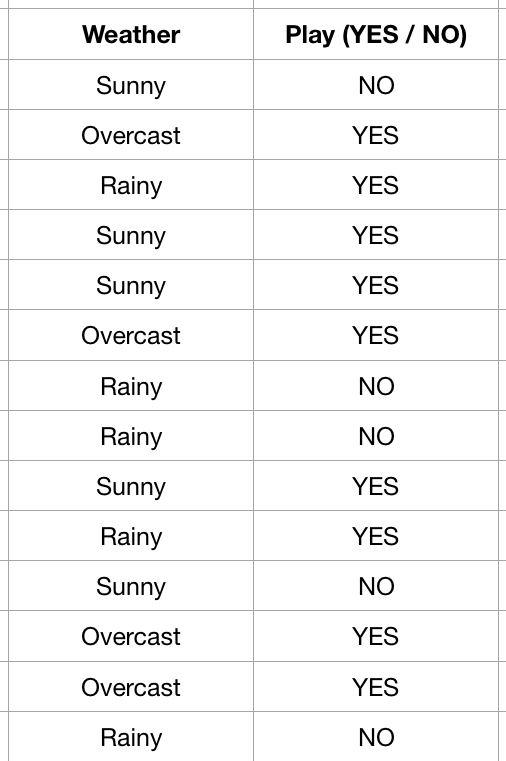 Weather Play (YES / NO)
Sunny NO
Overcast YES
Rainy YES
Sunny YES
Sunny YES
Overcast YES
Rainy NO
Rainy NO
Sunny YES
Rainy YES
Sunny NO
Overcast YES
Overcast YES
Rainy NO